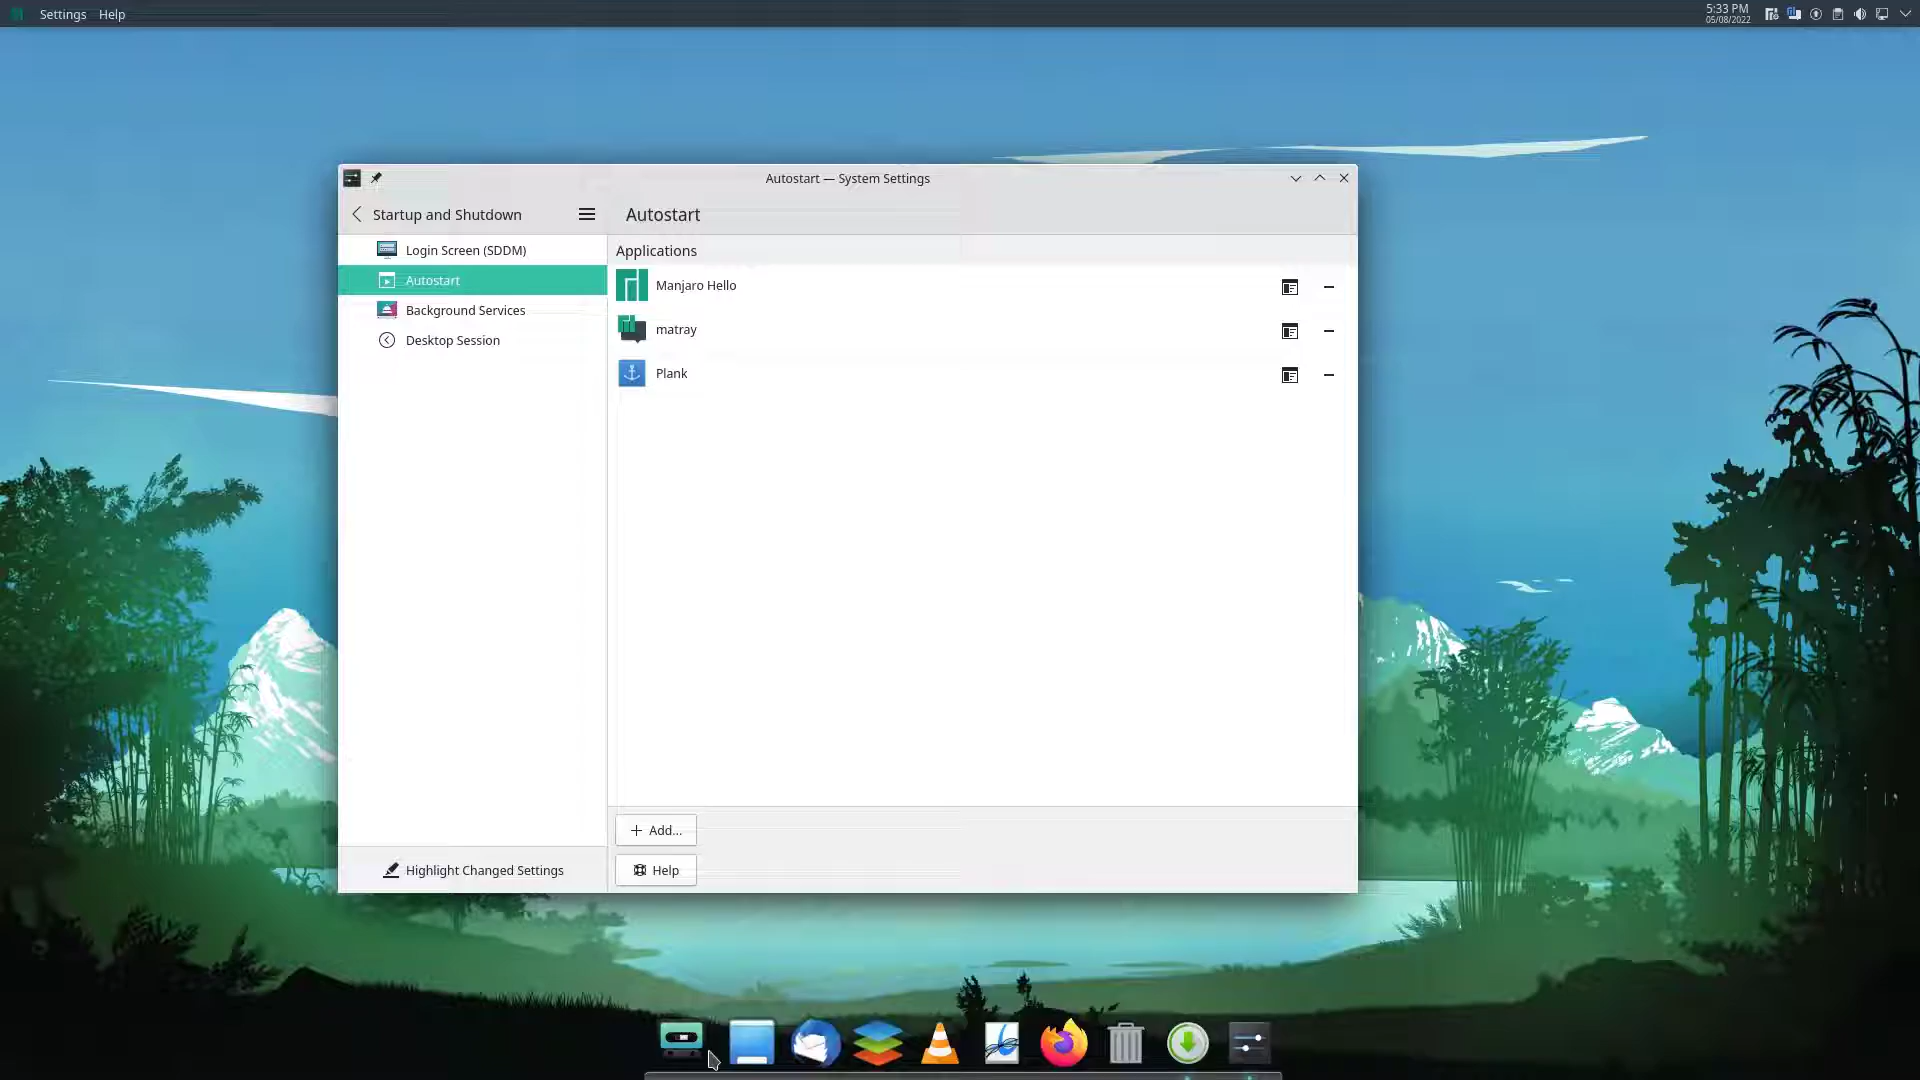 Settings Help
5:33 PM
05/08/2022
Autostart — System Settings
Startup and Shutdown
Autostart
Login Screen (SDDM)
Autostart
Background Services
Desktop Session
Applications
Manjaro Hello
matray
Plank
Add...
Highlight Changed Settings
Help